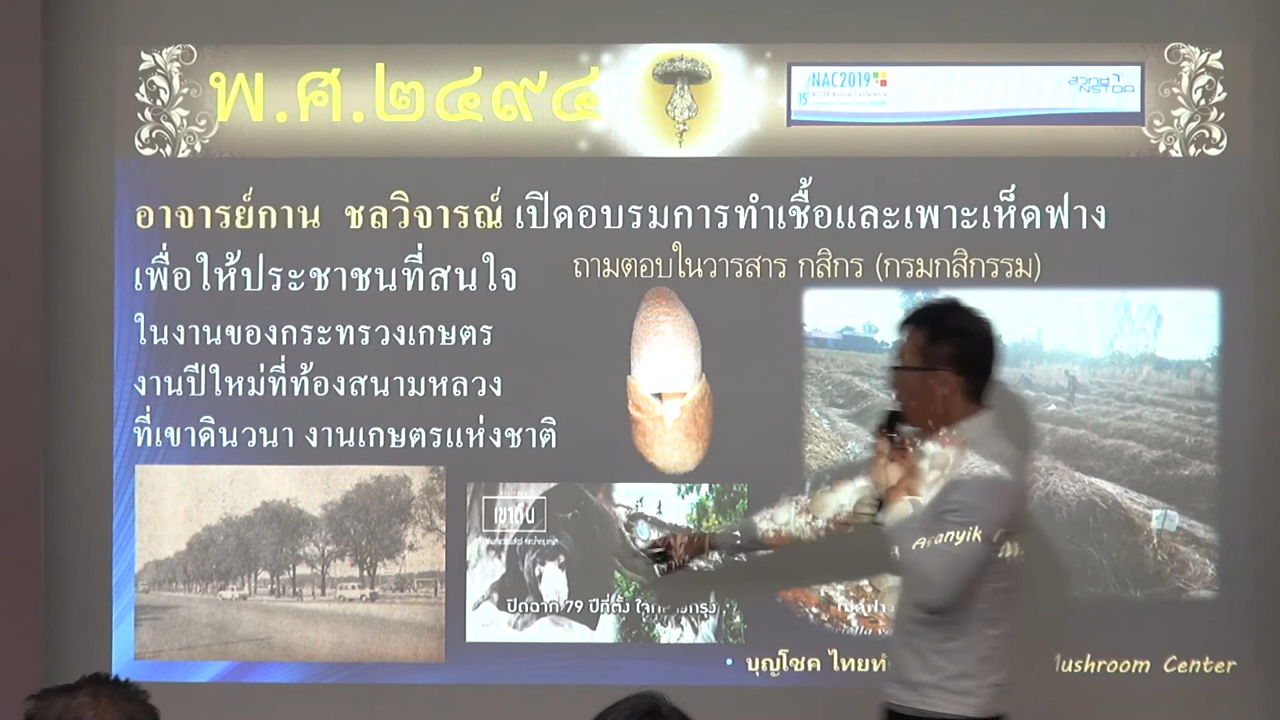 พ.ศ.๒๔๙๔
NAC2019
15
สวทช
NSTDA
อาจารย์กาน ชลวิจารณ์ เปิดอบรมการทำเชื้อและเพาะเห็ดฟาง
เพื่อให้ประชาชนที่สนใจ
ถามตอบในวารสาร กสิกร (กรมกสิกรรม)
ในงานของกระทรวงเกษตร
งานปีใหม่ที่ท้องสนามหลวง
ที่เขาดินวนา งานเกษตรแห่งชาติ
เขาดิน
ปิดฉาก 79 ปีที่ตั้ง
Aranyik
บุญโชค ไทย
Mushroom Center